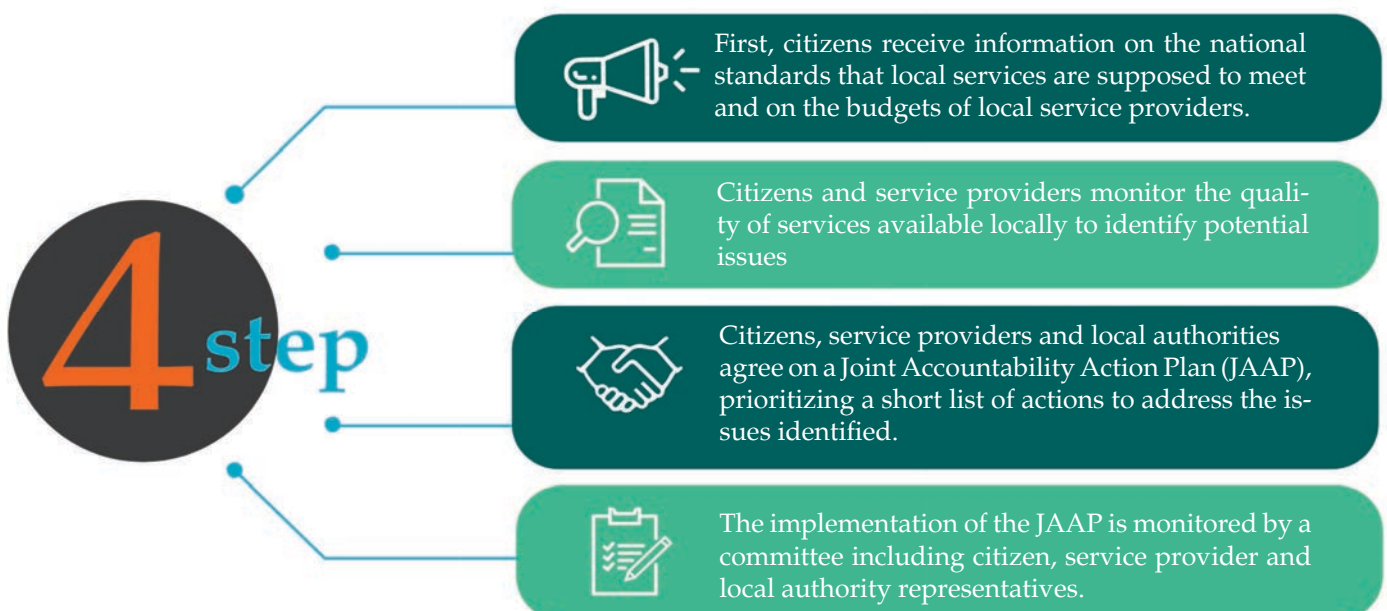 4 step
First, citizens receive information on the national
standards that local services are supposed to meet
and on the budgets of local service providers.
Citizens and service providers monitor the quali-
ty of services available locally to identify potential
issues
Citizens, service providers and local authorities
agree on a Joint Accountability Action Plan (JAAP),
prioritizing a short list of actions to address the is-
sues identified.
The implementation of the JAAP is monitored by a
committee including citizen, service provider and
local authority representatives.